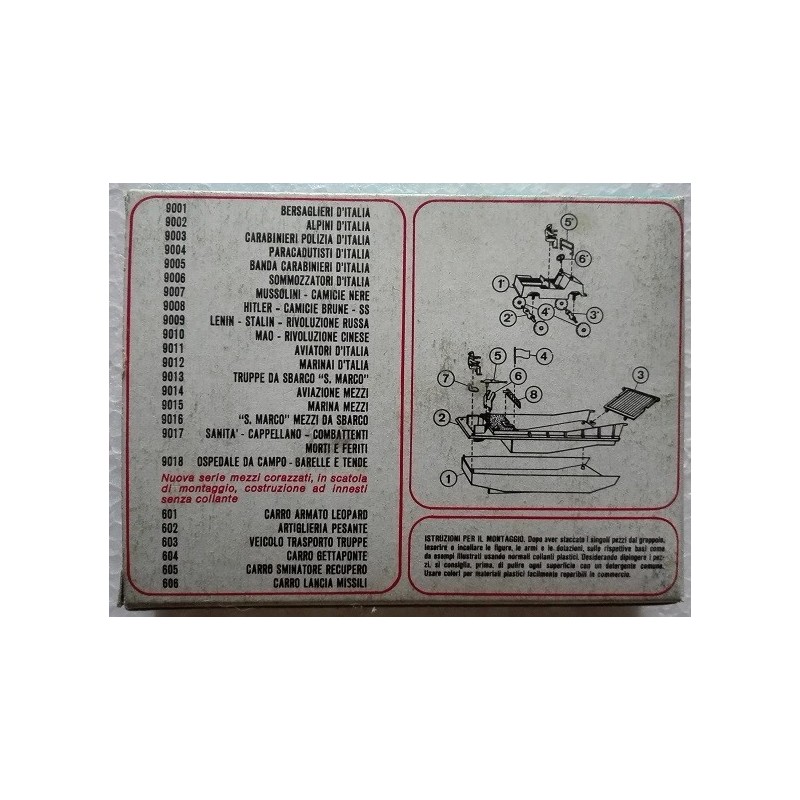 9001 BERSAGLIERI D'ITALIA
9002 ALPINI D'ITALIA
9003 CARABINIERI POLIZIA D'ITALIA
9004 PARACADUTISTI D'ITALIA
9005 BANDA CARABINIERI D'ITALIA
9006 SOMMOZZATORI D'ITALIA
9007 MUSSOLINI - CAMICIE NERE
9008 HITLER - CAMICIE BRUNE - SS
9009 LENIN - STALIN - RIVOLUZIONE RUSSA
9010 MAO - RIVOLUZIONE CINESE
9011 AVIATORI D'ITALIA
9012 MARINAI D'ITALIA
9013 TRUPPE DA SBARCO "S. MARCO"
9014 AVIAZIONE MEZZI
9015 MARINA MEZZI
9016 "S. MARCO" MEZZI DA SBARCO
9017 SANITA' - CAPPELLANO - COMBATTENTI
MORTI E FERITI
9018 OSPEDALE DA CAMPO - BARELLE E TENDE
Nuova serie mezzi corazzati, in scatola
di montaggio, costruzione ad innesti
senza collante
601 CARRO ARMATO LEOPARD
602 ARTIGLIERIA PESANTE
603 VEICOLO TRASPORTO TRUPPE
604 CARRO GETTAPONTE
605 CARRO SMINATORE RECUPERO
606 CARRO LANCIA MISSILI
5'
6'
1'
2' 4' 3'
5 4
7 6 8 3
2
1
ISTRUZIONI PER IL MONTAGGIO. Dopo aver staccato i singoli pezzi dal grappolo,
inserire e incollare le figure, le armi e le dotazioni, sulle rispettive basi come
da esempi illustrati usando normali collanti plastici. Desiderando dipingere i pez-
zi, si consiglia, prima, di pulire ogni superficie con un detergente comune.
Usare colori per materiali plastici facilmente reperibili in commercio.